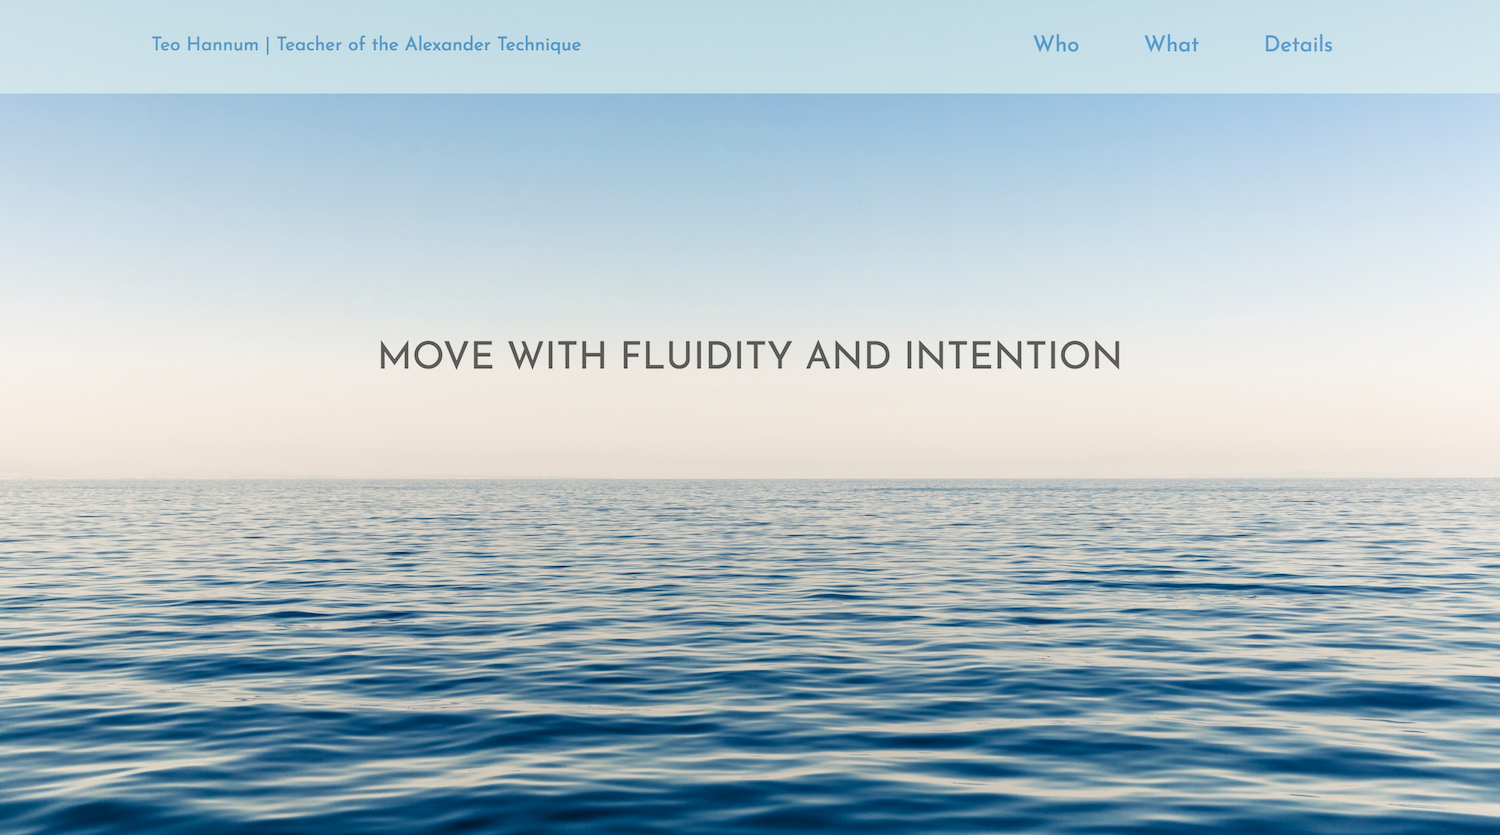 Teo Hannum | Teacher of the Alexander Technique
Who What Details
MOVE WITH FLUIDITY AND INTENTION